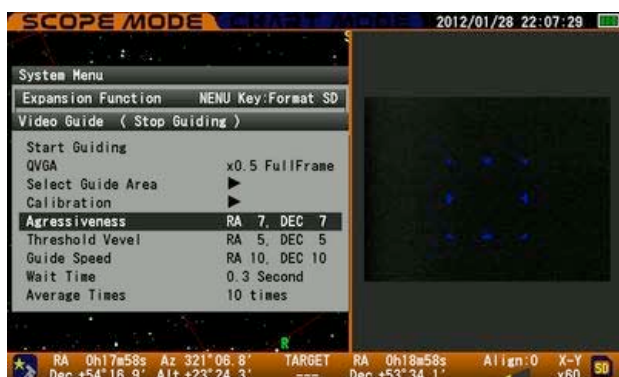 SCOPE MODE CHART MODE 2012/01/28 22:07:29
S
System Menu
Expansion Function NENU Key:Format SD
Video Guide ( Stop Guiding )
Start Guiding
QVGA x0.5 FullFrame
Select Guide Area ▶
Calibration ▶
Agressiveness RA 7, DEC 7
Threshold Vevel RA 5, DEC 5
Guide Speed RA 10, DEC 10
Wait Time 0.3 Second
Average Times 10 times
R
RA 0h17m58s Az 321°06.8' TARGET RA 0h18m58s Align:0 X-Y SD
Dec +54°16.9' Alt +23°24.3' --- Dec +53°34.1' x60